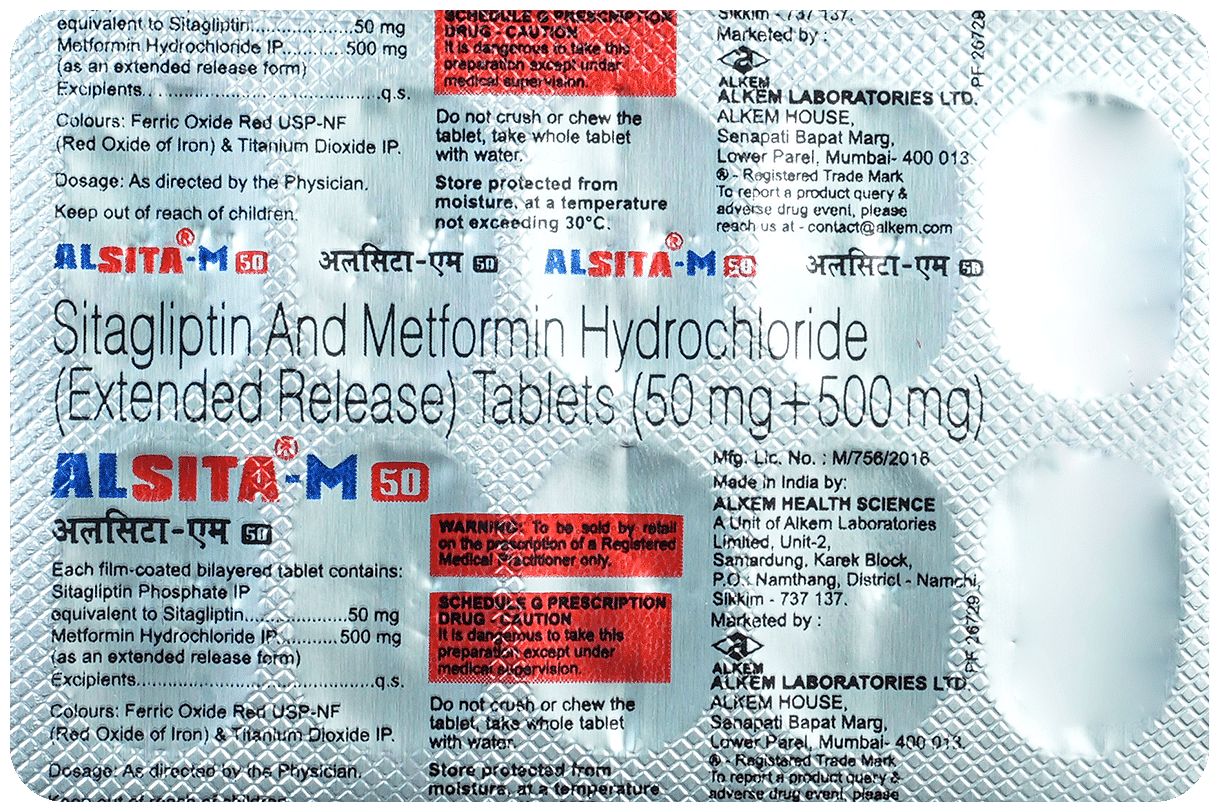 equivalent to Sitagliptin....................50 mg
Metformin Hydrochloride IP..........500 mg
(as an extended release form)
Excipients.............................................q.s.
Colours: Ferric Oxide Red USP-NF
(Red Oxide of Iron) & Titanium Dioxide IP.
Dosage: As directed by the Physician.
Keep out of reach of children.
SCHEDULE G PRESCRIPTION
DRUG - CAUTION
It is dangerous to take this
preparation except under
medical supervision.
Do not crush or chew the
tablet, take whole tablet
with water.
Store protected from
moisture, at a temperature
not exceeding 30°C.
Sikkim - 737 137.
Marketed by :
ALKEM
ALKEM LABORATORIES LTD.
ALKEM HOUSE,
Senapati Bapat Marg,
Lower Parel, Mumbai- 400 013.
® - Registered Trade Mark
To report a product query &
adverse drug event, please
reach us at - contact@alkem.com
PF 26729
ALSITA®-M 50 अलसिटा-एम 50 ALSITA®-M 50 अलसिटा-एम 50
Sitagliptin And Metformin Hydrochloride
(Extended Release) Tablets (50 mg+500 mg)
ALSITA®-M 50
अलसिटा-एम 50
Each film-coated bilayered tablet contains:
Sitagliptin Phosphate IP
equivalent to Sitagliptin....................50 mg
Metformin Hydrochloride IP..........500 mg
(as an extended release form)
Excipients.............................................q.s.
Colours: Ferric Oxide Red USP-NF
(Red Oxide of Iron) & Titanium Dioxide IP.
Dosage: As directed by the Physician.
Keep out of reach of children.
WARNING: To be sold by retail
on the prescription of a Registered
Medical Practitioner only.
SCHEDULE G PRESCRIPTION
DRUG - CAUTION
It is dangerous to take this
preparation except under
medical supervision.
Do not crush or chew the
tablet, take whole tablet
with water.
Store protected from
moisture, at a temperature
Mfg. Lic. No. : M/756/2016
Made in India by:
ALKEM HEALTH SCIENCE
A Unit of Alkem Laboratories
Limited, Unit-2,
Samardung, Karek Block,
P.O.: Namthang, District - Namchi,
Sikkim - 737 137.
Marketed by :
ALKEM
ALKEM LABORATORIES LTD.
ALKEM HOUSE,
Senapati Bapat Marg,
Lower Parel, Mumbai- 400 013.
® - Registered Trade Mark
To report a product query &
adverse drug event, please
PF 26729